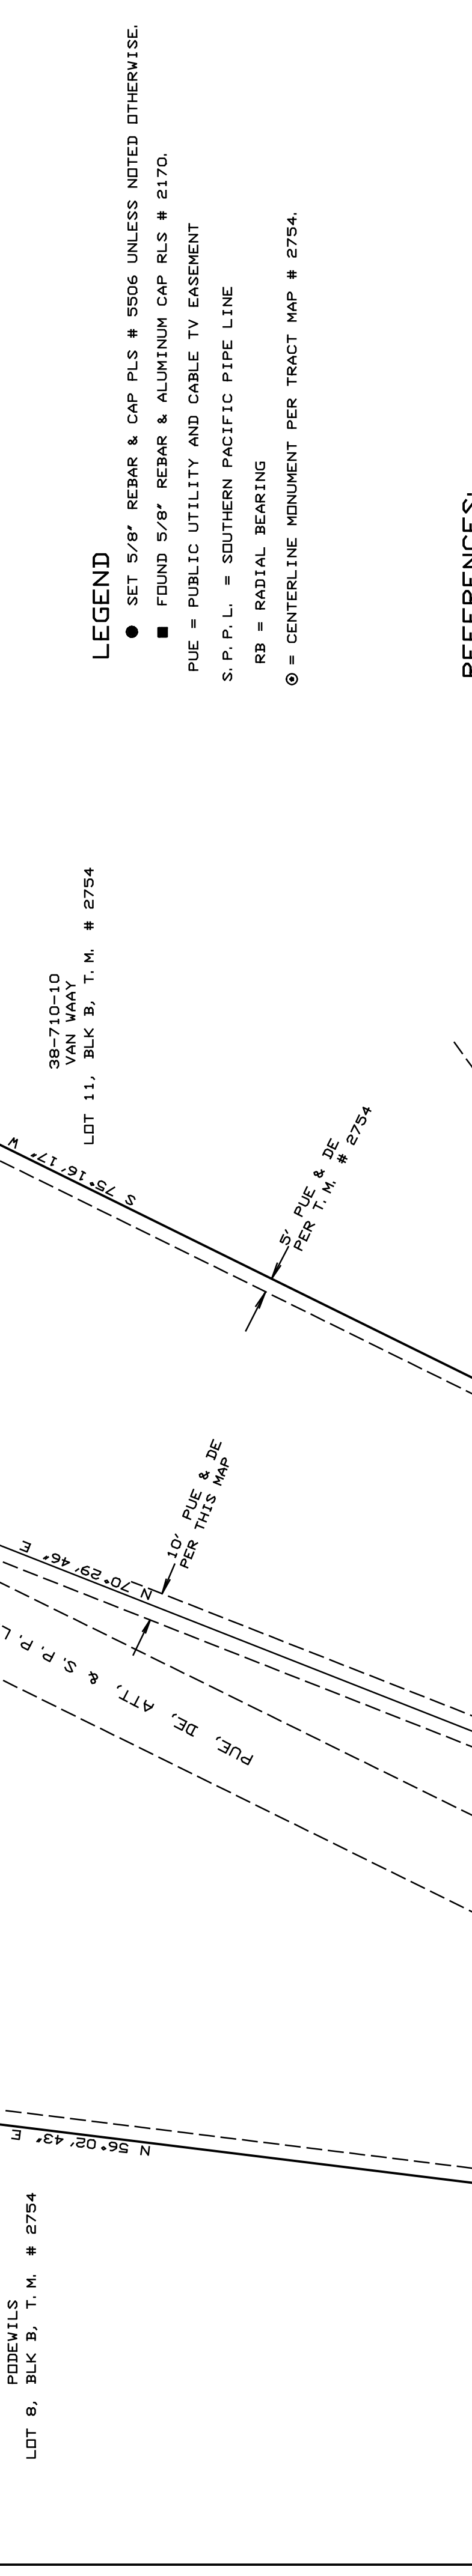 LEGEND
SET 5/8" REBAR & CAP PLS # 5506 UNLESS NOTED OTHERWISE.
FOUND 5/8" REBAR & ALUMINUM CAP RLS # 2170.
PUE = PUBLIC UTILITY AND CABLE TV EASEMENT
S.P.P.L. = SOUTHERN PACIFIC PIPE LINE
RB = RADIAL BEARING
= CENTERLINE MONUMENT PER TRACT MAP # 2754.
REFERENCES:
38-710-10
VAN WAAY
LOT 11, BLK B, T.M. # 2754
S 75°16'17" W
5' PUE & DE
PER T.M. # 2754
10' PUE & DE
PER THIS MAP
N 70°29'46" E
PUE, DE, ATT, & S.P.P.L
N 56°02'43" E
PODEWILS
LOT 8, BLK B, T.M. # 2754